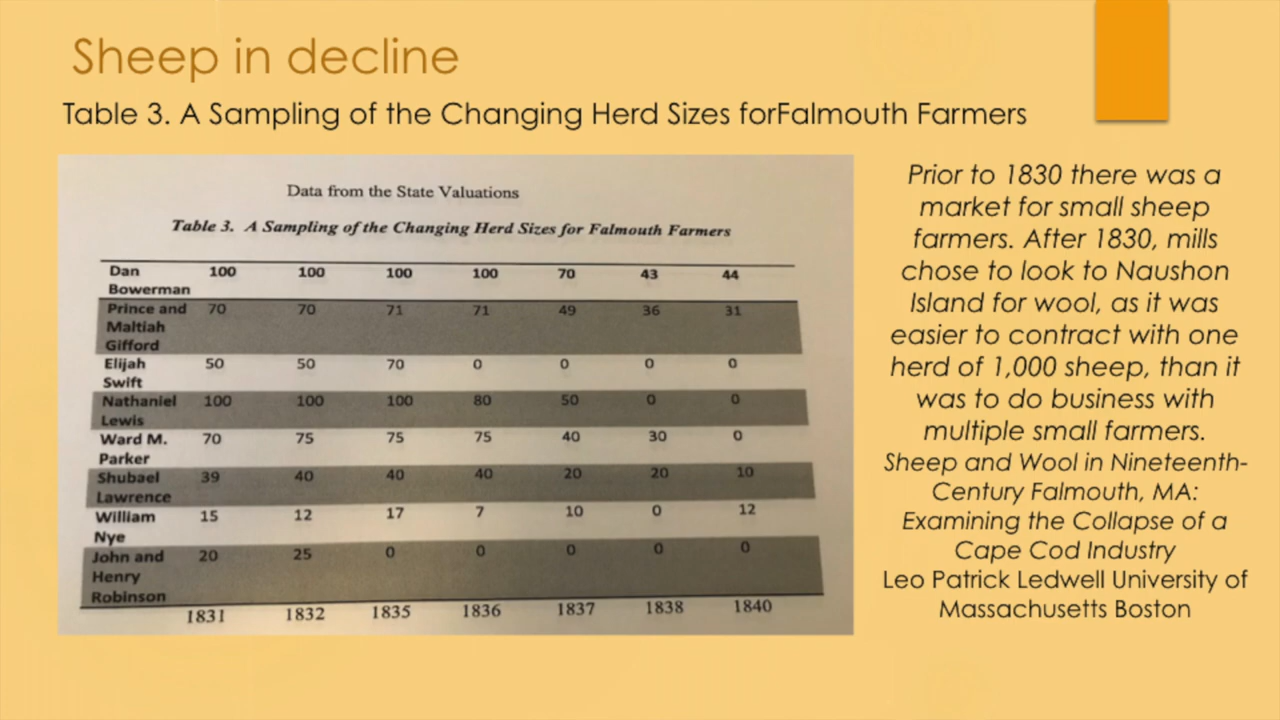 Sheep in decline
Table 3. A Sampling of the Changing Herd Sizes forFalmouth Farmers
Data from the State Valuations
Table 3. A Sampling of the Changing Herd Sizes for Falmouth Farmers
Dan 100 100 100 100 70 43 44
Bowerman
Prince and 70 70 71 71 49 36 31
Maltiah
Gifford
Elijah 50 50 70 0 0 0 0
Swift
Nathaniel 100 100 100 80 50 0 0
Lewis
Ward M. 70 75 75 75 40 30 0
Parker
Shubael 39 40 40 40 20 20 10
Lawrence
William 15 12 17 7 10 0 12
Nye
John and 20 25 0 0 0 0 0
Henry
Robinson
1831 1832 1835 1836 1837 1838 1840
Prior to 1830 there was a
market for small sheep
farmers. After 1830, mills
chose to look to Naushon
Island for wool, as it was
easier to contract with one
herd of 1,000 sheep, than it
was to do business with
multiple small farmers.
Sheep and Wool in Nineteenth-
Century Falmouth, MA:
Examining the Collapse of a
Cape Cod Industry
Leo Patrick Ledwell University of
Massachusetts Boston